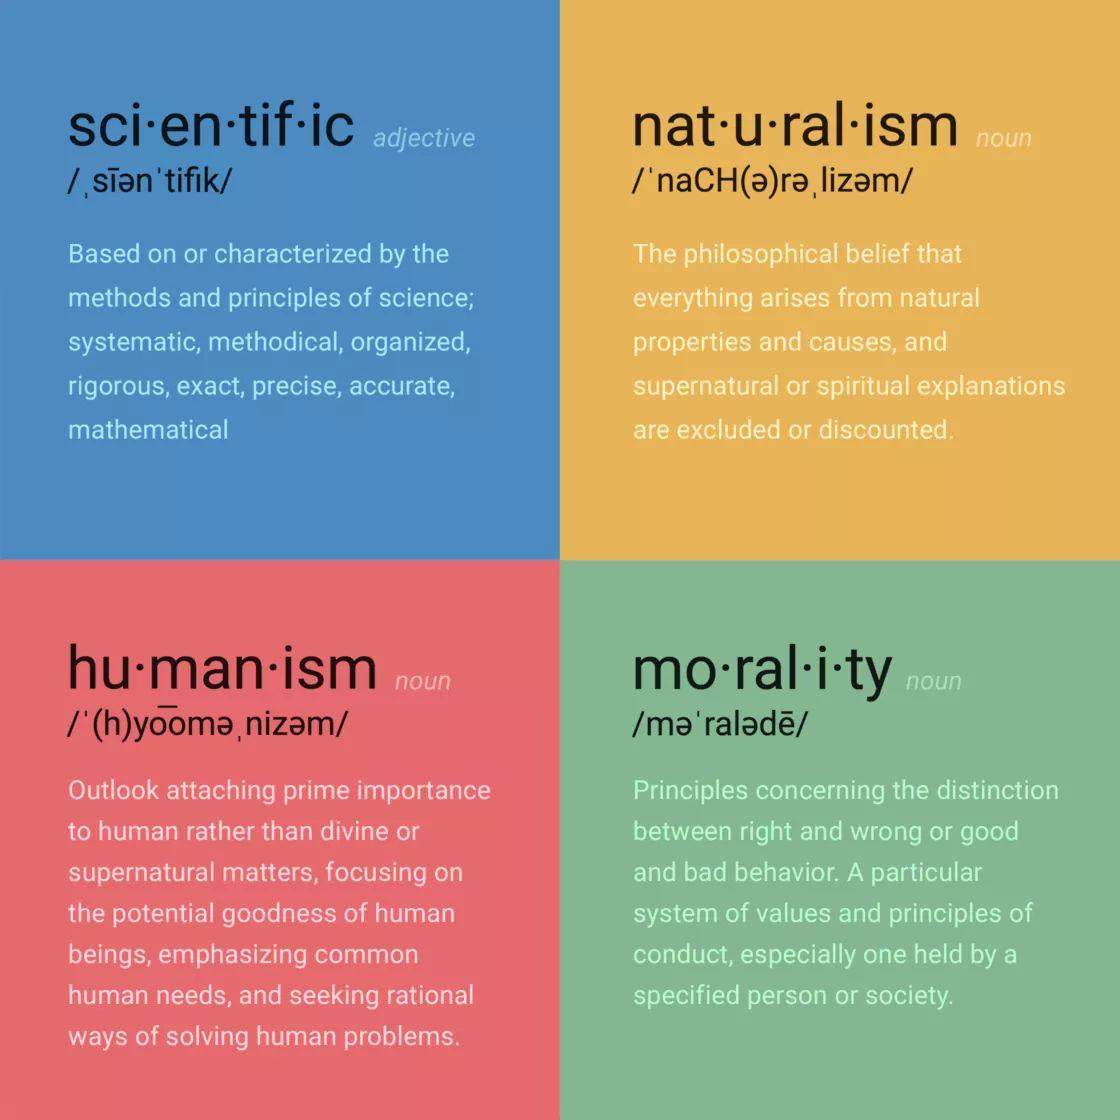 sci·en·tif·ic adjective
/ˌsīənˈtifik/
Based on or characterized by the
methods and principles of science;
systematic, methodical, organized,
rigorous, exact, precise, accurate,
mathematical
nat·u·ral·ism noun
/ˈnaCH(ə)rəˌlizəm/
The philosophical belief that
everything arises from natural
properties and causes, and
supernatural or spiritual explanations
are excluded or discounted.
hu·man·ism noun
/ˈ(h)yo͞oməˌnizəm/
Outlook attaching prime importance
to human rather than divine or
supernatural matters, focusing on
the potential goodness of human
beings, emphasizing common
human needs, and seeking rational
ways of solving human problems.
mo·ral·i·ty noun
/məˈralədē/
Principles concerning the distinction
between right and wrong or good
and bad behavior. A particular
system of values and principles of
conduct, especially one held by a
specified person or society.